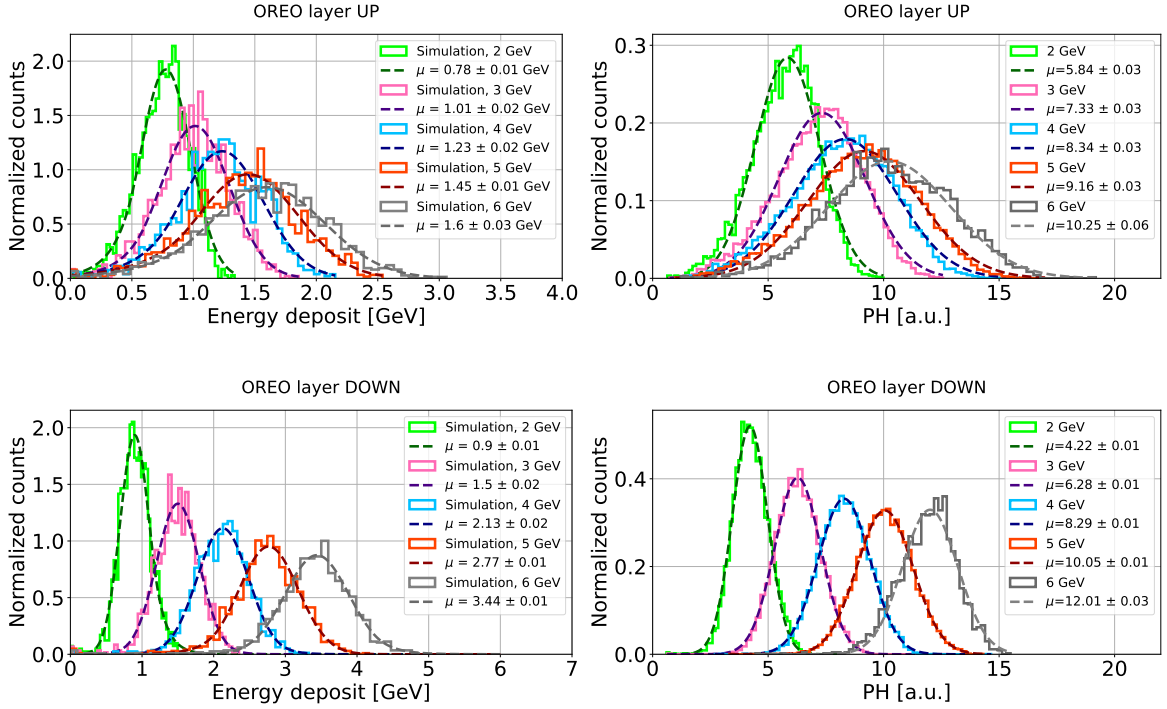 OREO layer UP
Normalized counts
2.0
1.5
1.0
0.5
0.0
0.0 0.5 1.0 1.5 2.0 2.5 3.0 3.5 4.0
Energy deposit [GeV]
Simulation, 2 GeV
μ = 0.78 ± 0.01 GeV
Simulation, 3 GeV
μ = 1.01 ± 0.02 GeV
Simulation, 4 GeV
μ = 1.23 ± 0.02 GeV
Simulation, 5 GeV
μ = 1.45 ± 0.01 GeV
Simulation, 6 GeV
μ = 1.6 ± 0.03 GeV
OREO layer UP
Normalized counts
0.3
0.2
0.1
0.0
0 5 10 15 20
PH [a.u.]
2 GeV
μ=5.84 ± 0.03
3 GeV
μ=7.33 ± 0.03
4 GeV
μ=8.34 ± 0.03
5 GeV
μ=9.16 ± 0.03
6 GeV
μ=10.25 ± 0.06
OREO layer DOWN
Normalized counts
2.0
1.5
1.0
0.5
0.0
0 1 2 3 4 5 6 7
Energy deposit [GeV]
Simulation, 2 GeV
μ = 0.9 ± 0.01
Simulation, 3 GeV
μ = 1.5 ± 0.02
Simulation, 4 GeV
μ = 2.13 ± 0.02
Simulation, 5 GeV
μ = 2.77 ± 0.01
Simulation, 6 GeV
μ = 3.44 ± 0.01
OREO layer DOWN
Normalized counts
0.4
0.2
0.0
0 5 10 15 20
PH [a.u.]
2 GeV
μ=4.22 ± 0.01
3 GeV
μ=6.28 ± 0.01
4 GeV
μ=8.29 ± 0.01
5 GeV
μ=10.05 ± 0.01
6 GeV
μ=12.01 ± 0.03